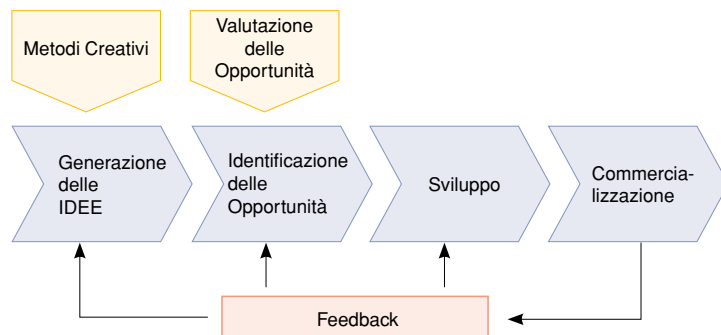 Metodi Creativi
Valutazione
delle
Opportunità
Generazione
delle
IDEE
Identificazione
delle
Opportunità
Sviluppo
Commercia-
lizzazione
Feedback